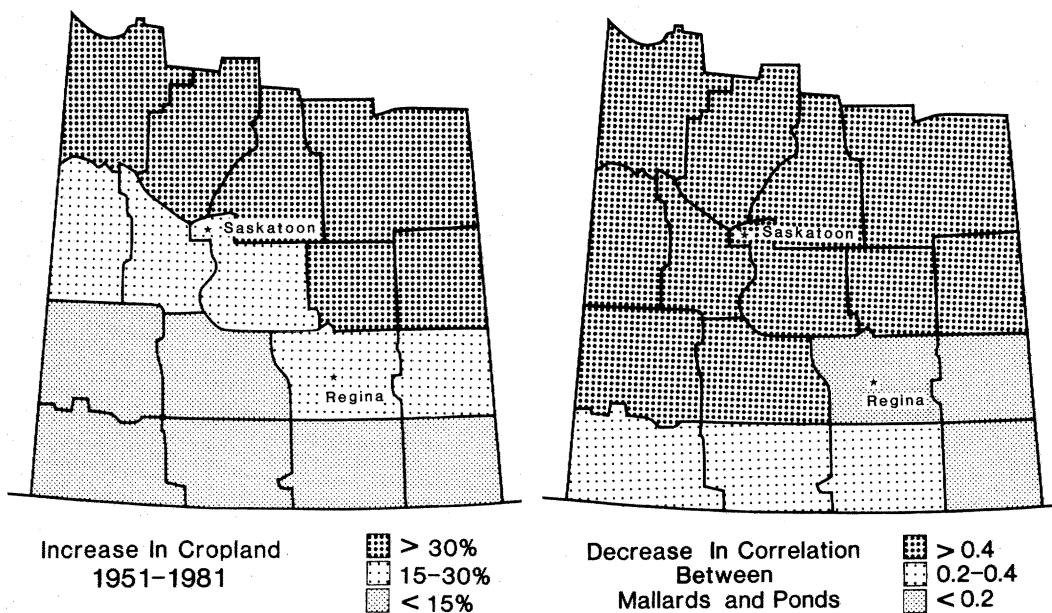 Saskatoon
Regina
Increase In Cropland
1951-1981
> 30%
15-30%
< 15%
Saskatoon
Regina
Decrease In Correlation
Between
Mallards and Ponds
> 0.4
0.2-0.4
< 0.2